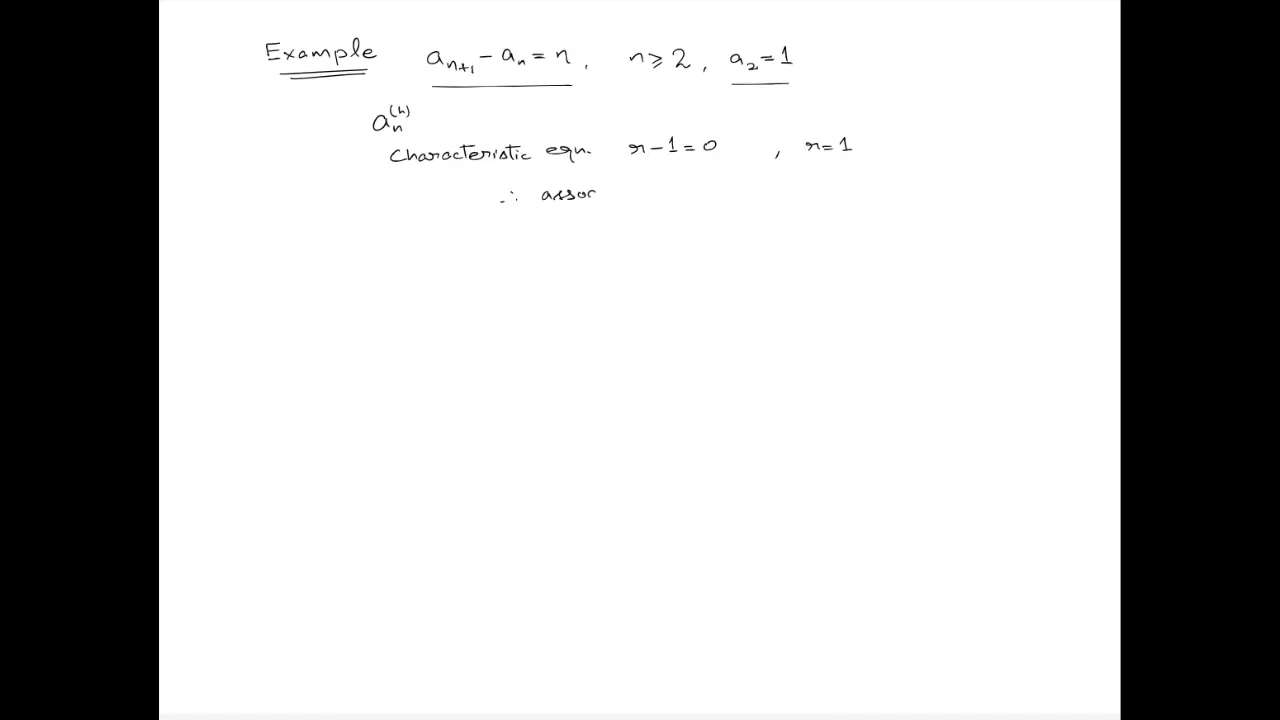 Example a_{n+1} - a_n = n, n ≥ 2, a_2 = 1
a_n^{(h)}
Characteristic eqn. r - 1 = 0, r = 1
∴ assoc